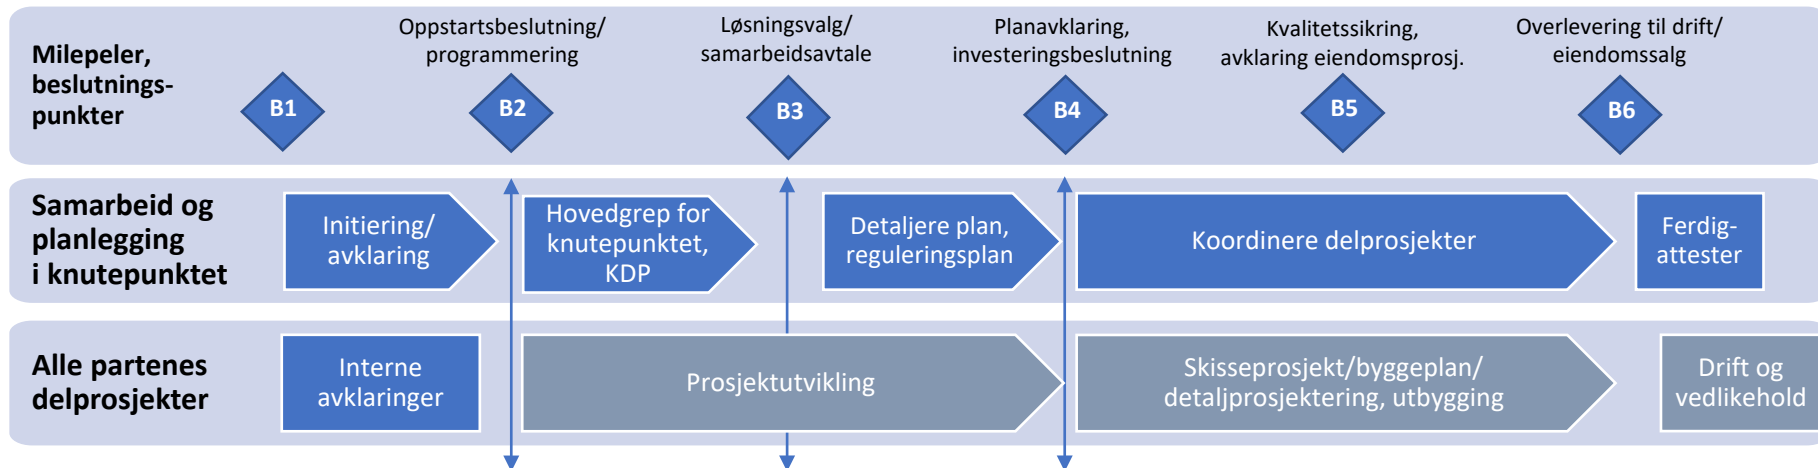 Milepeler,
beslutnings-
punkter
Oppstartsbeslutning/
programmering
Løsningsvalg/
samarbeidsavtale
Planavklaring,
investeringsbeslutning
Kvalitetssikring,
avklaring eiendomsprosj.
Overlevering til drift/
eiendomssalg
B1
B2
B3
B4
B5
B6
Samarbeid og
planlegging
i knutepunktet
Initiering/
avklaring
Hovedgrep for
knutepunktet,
KDP
Detaljere plan,
reguleringsplan
Koordinere delprosjekter
Ferdig-
attester
Alle partenes
delprosjekter
Interne
avklaringer
Prosjektutvikling
Skisseprosjekt/byggeplan/
detaljprosjektering, utbygging
Drift og
vedlikehold